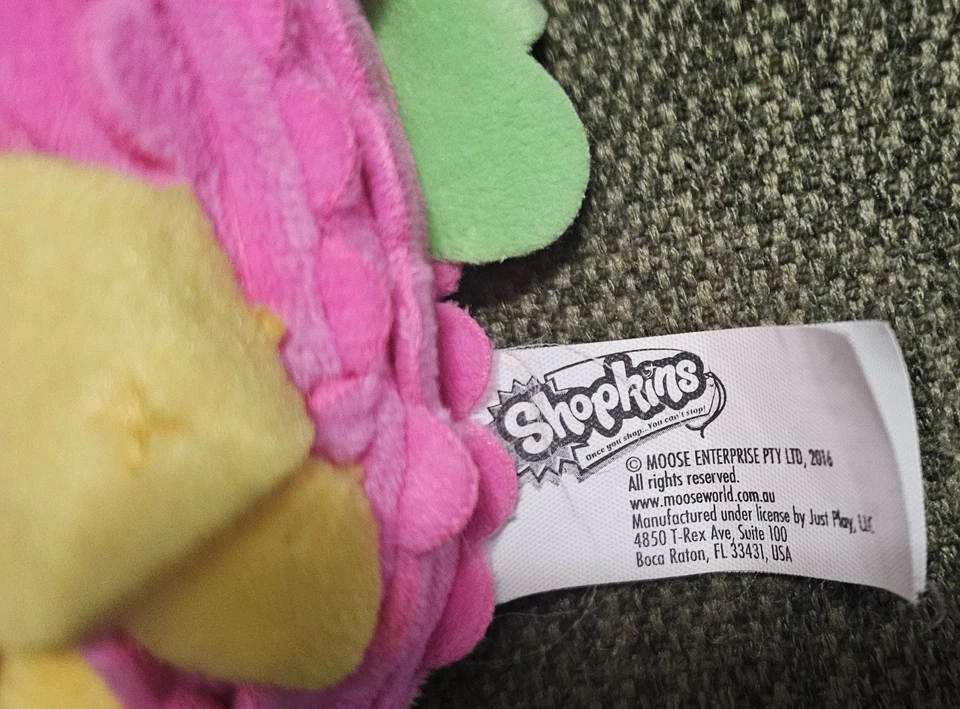 Shopkins
Once you shop...You can't stop!
© MOOSE ENTERPRISE PTY LTD, 2016
All rights reserved.
www.mooseworld.com.au
Manufactured under license by Just Play, LLC
4850 T-Rex Ave, Suite 100
Boca Raton, FL 33431, USA